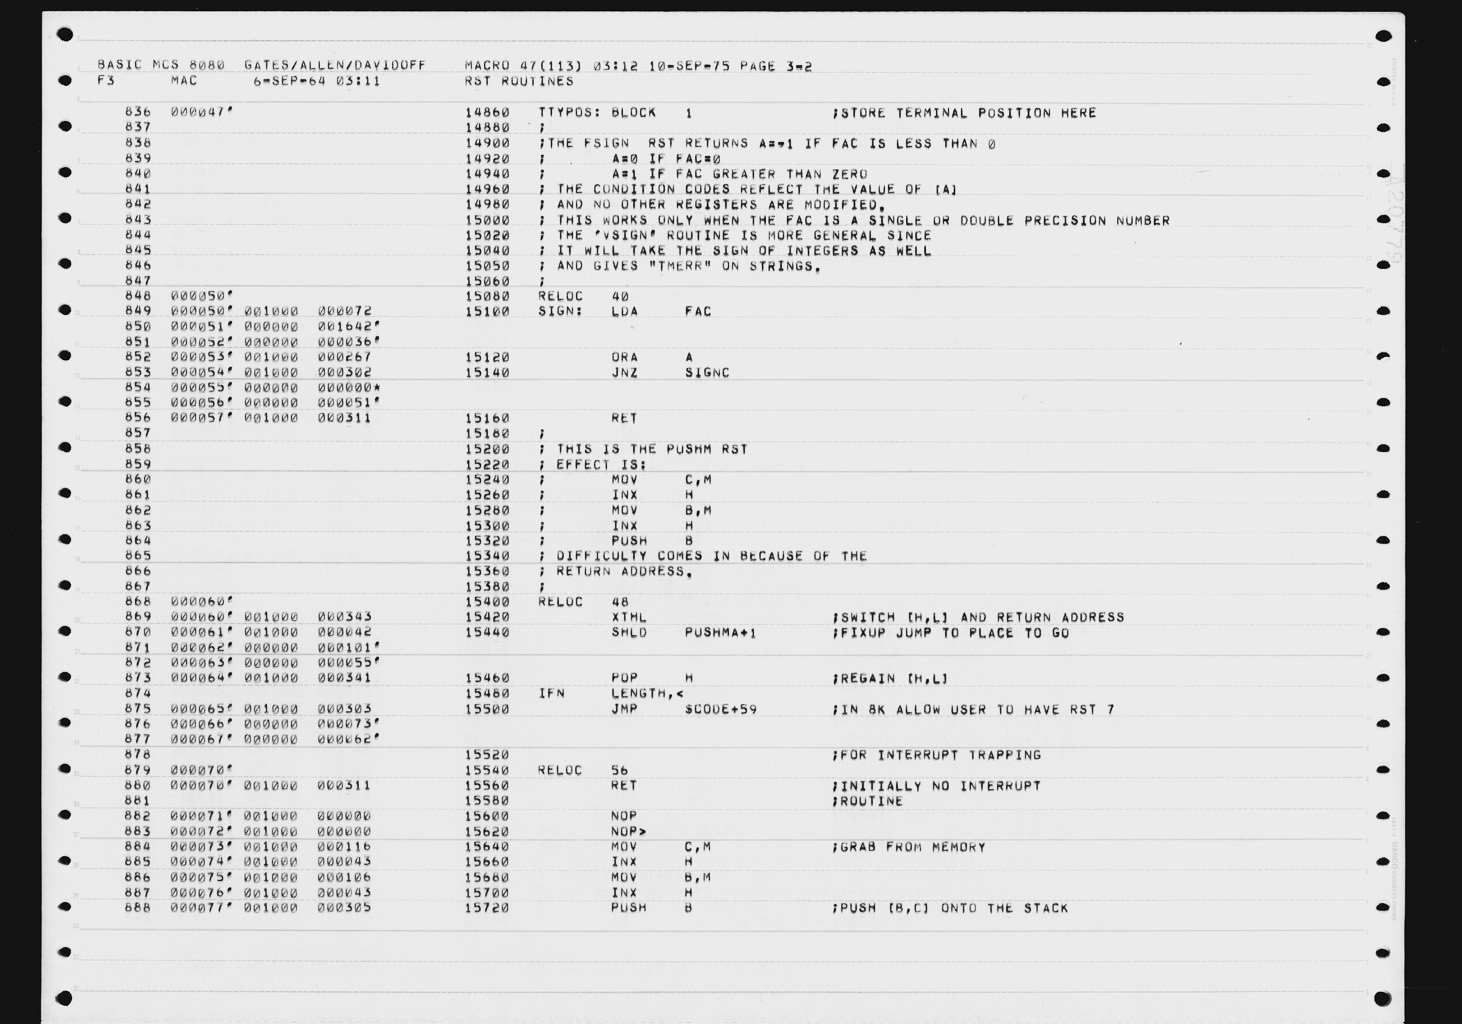 BASIC MCS 8080   GATES/ALLEN/DAVIDOFF     MACRO 47(113) 03:12 10-SEP-75 PAGE 3-2
F3       MAC       6-SEP-64 03:11          RST ROUTINES
836  000047'                    14860   TTYPOS: BLOCK   1               ;STORE TERMINAL POSITION HERE
837                             14880   ;
838                             14900   ;THE FSIGN  RST RETURNS A=-1 IF FAC IS LESS THAN 0
839                             14920   ;       A=0 IF FAC=0
840                             14940   ;       A=1 IF FAC GREATER THAN ZERO
841                             14960   ; THE CONDITION CODES REFLECT THE VALUE OF [A]
842                             14980   ; AND NO OTHER REGISTERS ARE MODIFIED.
843                             15000   ; THIS WORKS ONLY WHEN THE FAC IS A SINGLE OR DOUBLE PRECISION NUMBER
844                             15020   ; THE 'VSIGN' ROUTINE IS MORE GENERAL SINCE
845                             15040   ; IT WILL TAKE THE SIGN OF INTEGERS AS WELL
846                             15050   ; AND GIVES "TMERR" ON STRINGS.
847                             15060   ;
848  000050'                    15080   RELOC   40
849  000050' 001000  000072     15100   SIGN:   LDA     FAC
850  000051' 000000  001642'
851  000052' 000000  000036'
852  000053' 001000  000267     15120           ORA     A
853  000054' 001000  000302     15140           JNZ     SIGNC
854  000055' 000000  000000*
855  000056' 000000  000051'
856  000057' 001000  000311     15160           RET
857                             15180   ;
858                             15200   ; THIS IS THE PUSHM RST
859                             15220   ; EFFECT IS:
860                             15240   ;       MOV     C,M
861                             15260   ;       INX     H
862                             15280   ;       MOV     B,M
863                             15300   ;       INX     H
864                             15320   ;       PUSH    B
865                             15340   ; DIFFICULTY COMES IN BECAUSE OF THE
866                             15360   ; RETURN ADDRESS.
867                             15380   ;
868  000060'                    15400   RELOC   48
869  000060' 001000  000343     15420           XTHL                    ;SWITCH [H,L] AND RETURN ADDRESS
870  000061' 001000  000042     15440           SHLD    PUSHMA+1        ;FIXUP JUMP TO PLACE TO GO
871  000062' 000000  000101'
872  000063' 000000  000055'
873  000064' 001000  000341     15460           POP     H               ;REGAIN [H,L]
874                             15480   IFN     LENGTH,<
875  000065' 001000  000303     15500           JMP     $CODE+59        ;IN 8K ALLOW USER TO HAVE RST 7
876  000066' 000000  000073'
877  000067' 000000  000062'
878                             15520                                   ;FOR INTERRUPT TRAPPING
879  000070'                    15540   RELOC   56
880  000070' 001000  000311     15560           RET                     ;INITIALLY NO INTERRUPT
881                             15580                                   ;ROUTINE
882  000071' 001000  000000     15600           NOP
883  000072' 001000  000000     15620           NOP>
884  000073' 001000  000116     15640           MOV     C,M             ;GRAB FROM MEMORY
885  000074' 001000  000043     15660           INX     H
886  000075' 001000  000106     15680           MOV     B,M
887  000076' 001000  000043     15700           INX     H
888  000077' 001000  000305     15720           PUSH    B               ;PUSH [B,C] ONTO THE STACK